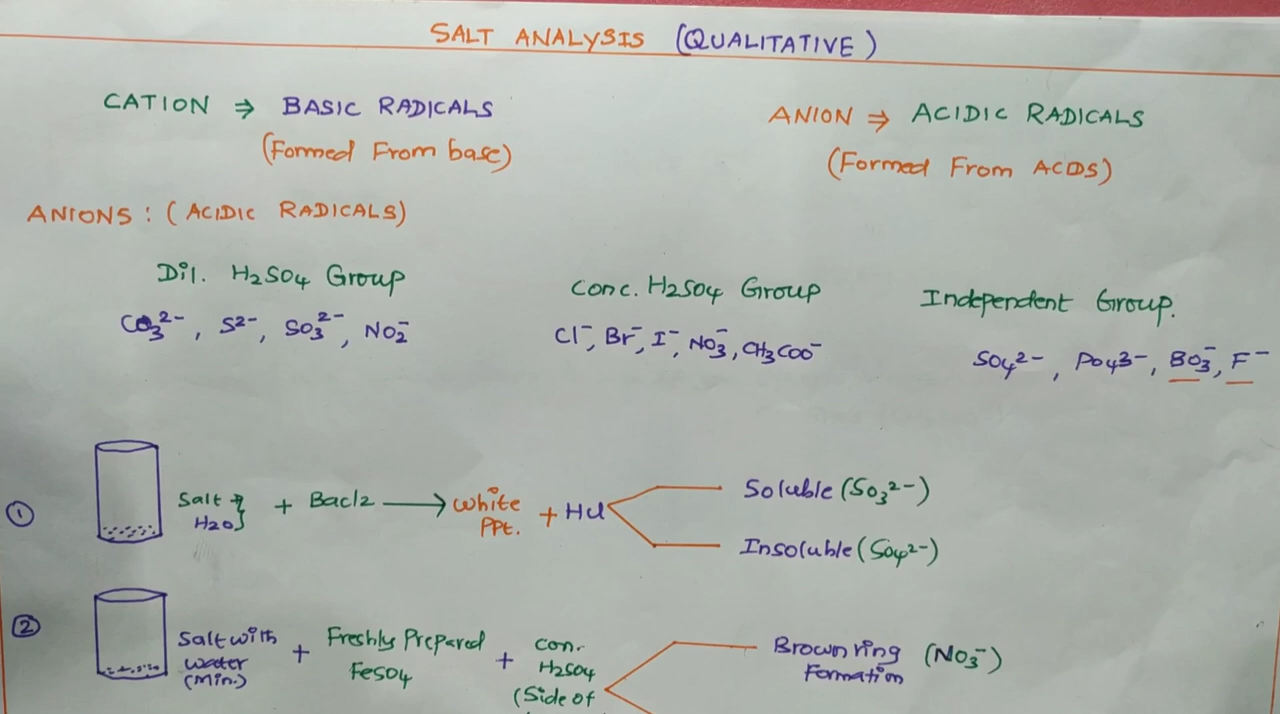 SALT ANALYSIS (QUALITATIVE)
CATION ⇒ BASIC RADICALS
(Formed From base)
ANION ⇒ ACIDIC RADICALS
(Formed From ACDS)
ANIONS : (ACIDIC RADICALS)
Dil. H2SO4 Group
CO3 2-, S2-, SO3 2-, NO2-
Conc. H2SO4 Group
Cl-, Br-, I-, NO3-, CH3COO-
Independent Group.
SO4 2-, PO4 3-, BO3-, F-
① Salt & H2O} + BaCl2 → White PPt. + HCl
Soluble (SO3 2-)
Insoluble (SO4 2-)
② Salt with water (Min.) + Freshly Prepared FeSO4 + Con. H2SO4 (Side of
Brown ring Formation (NO3-)